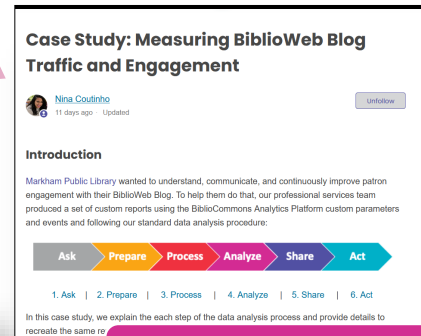 Case Study: Measuring BiblioWeb Blog
Traffic and Engagement
Nina Coutinho
11 days ago · Updated
Unfollow
Introduction
Markham Public Library wanted to understand, communicate, and continuously improve patron
engagement with their BiblioWeb Blog. To help them do that, our professional services team
produced a set of custom reports using the BiblioCommons Analytics Platform custom parameters
and events and following our standard data analysis procedure:
Ask Prepare Process Analyze Share Act
1. Ask | 2. Prepare | 3. Process | 4. Analyze | 5. Share | 6. Act
In this case study, we explain the each step of the data analysis process and provide details to
recreate the same re